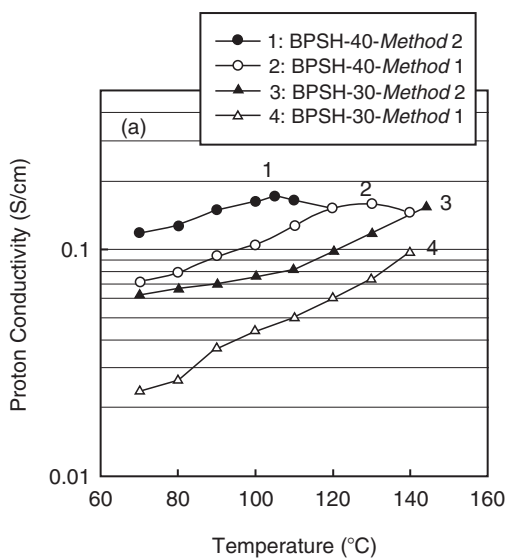 1: BPSH-40-Method 2
2: BPSH-40-Method 1
3: BPSH-30-Method 2
4: BPSH-30-Method 1
(a)
1
2
3
4
Proton Conductivity (S/cm)
0.1
0.01
60 80 100 120 140 160
Temperature (°C)